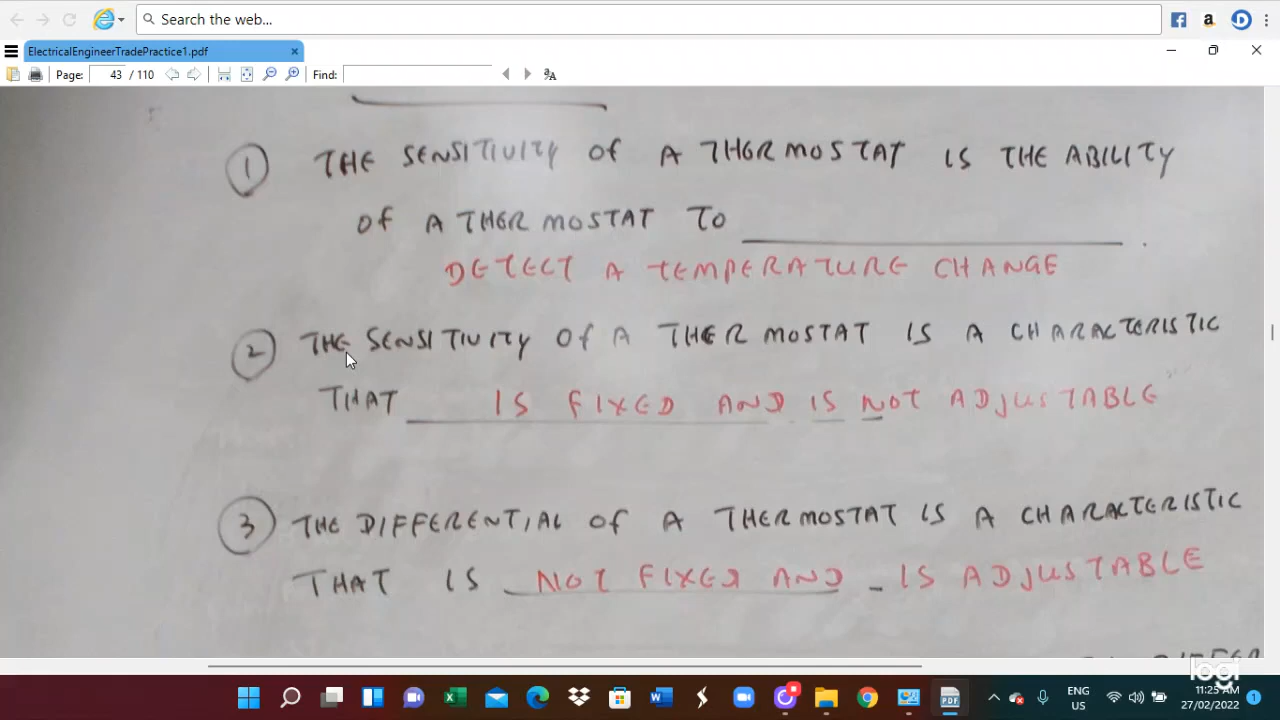 Search the web...
ElectricalEngineerTradePractice1.pdf
Page: 43 / 110 Find:
1 THE SENSITIVITY OF A THERMOSTAT IS THE ABILITY
OF A THERMOSTAT TO ____________.
DETECT A TEMPERATURE CHANGE
2 THE SENSITIVITY OF A THERMOSTAT IS A CHARACTERISTIC
THAT IS FIXED AND IS NOT ADJUSTABLE
3 THE DIFFERENTIAL OF A THERMOSTAT IS A CHARACTERISTIC
THAT IS NOT FIXED AND IS ADJUSTABLE
logi
ENG
US
11:25 AM
27/02/2022